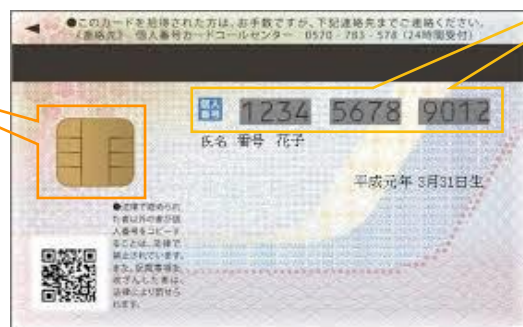 ●このカードを拾得された方は、お手数ですが、下記連絡先までご連絡ください。
《連絡先》 個人番号カードコールセンター 0570-783-578 (24時間受付)
個人
番号 1234 5678 9012
氏名 番号 花子
平成元年 3月31日生
●法律で認められ
た者以外の者が個
人番号をコピーす
ることは、法律で
禁止されています。
また、記載事項を
改ざんした者は、
法律により罰せら
れます。